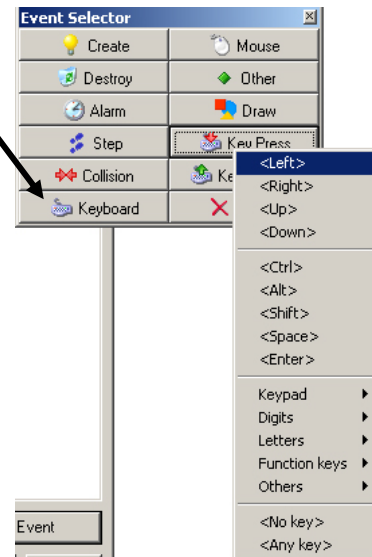 Event Selector
Create
Mouse
Destroy
Other
Alarm
Draw
Step
Key Press
Collision
Ke
Keyboard
<Left>
<Right>
<Up>
<Down>
<Ctrl>
<Alt>
<Shift>
<Space>
<Enter>
Keypad
Digits
Letters
Function keys
Others
<No key>
<Any key>
Event